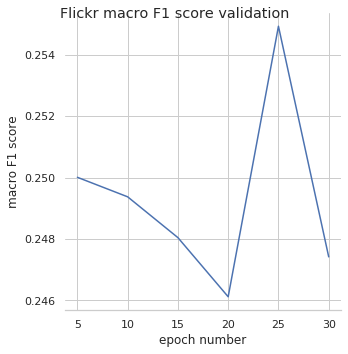 Flickr macro F1 score validation
0.254
0.252
0.250
0.248
0.246
macro F1 score
5 10 15 20 25 30
epoch number